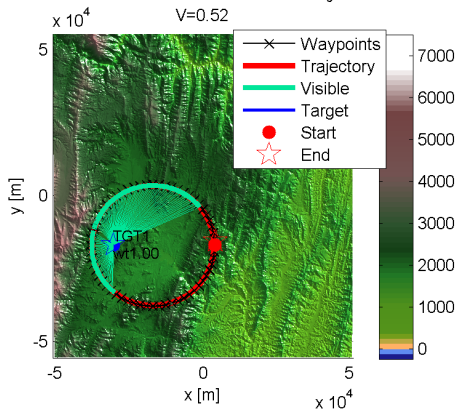 x 10^4
V=0.52
Waypoints
Trajectory
Visible
Target
Start
End
5
0
-5
y [m]
TGT1
wt1.00
-5 0 5
x [m]
x 10^4
7000
6000
5000
4000
3000
2000
1000
0